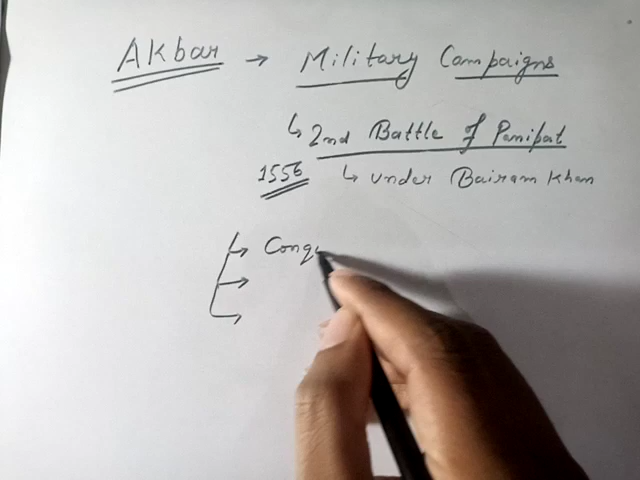 Akbar → Military Campaigns
↳ 2nd Battle of Panipat
1556 ↳ under Bairam Khan
→ Conq